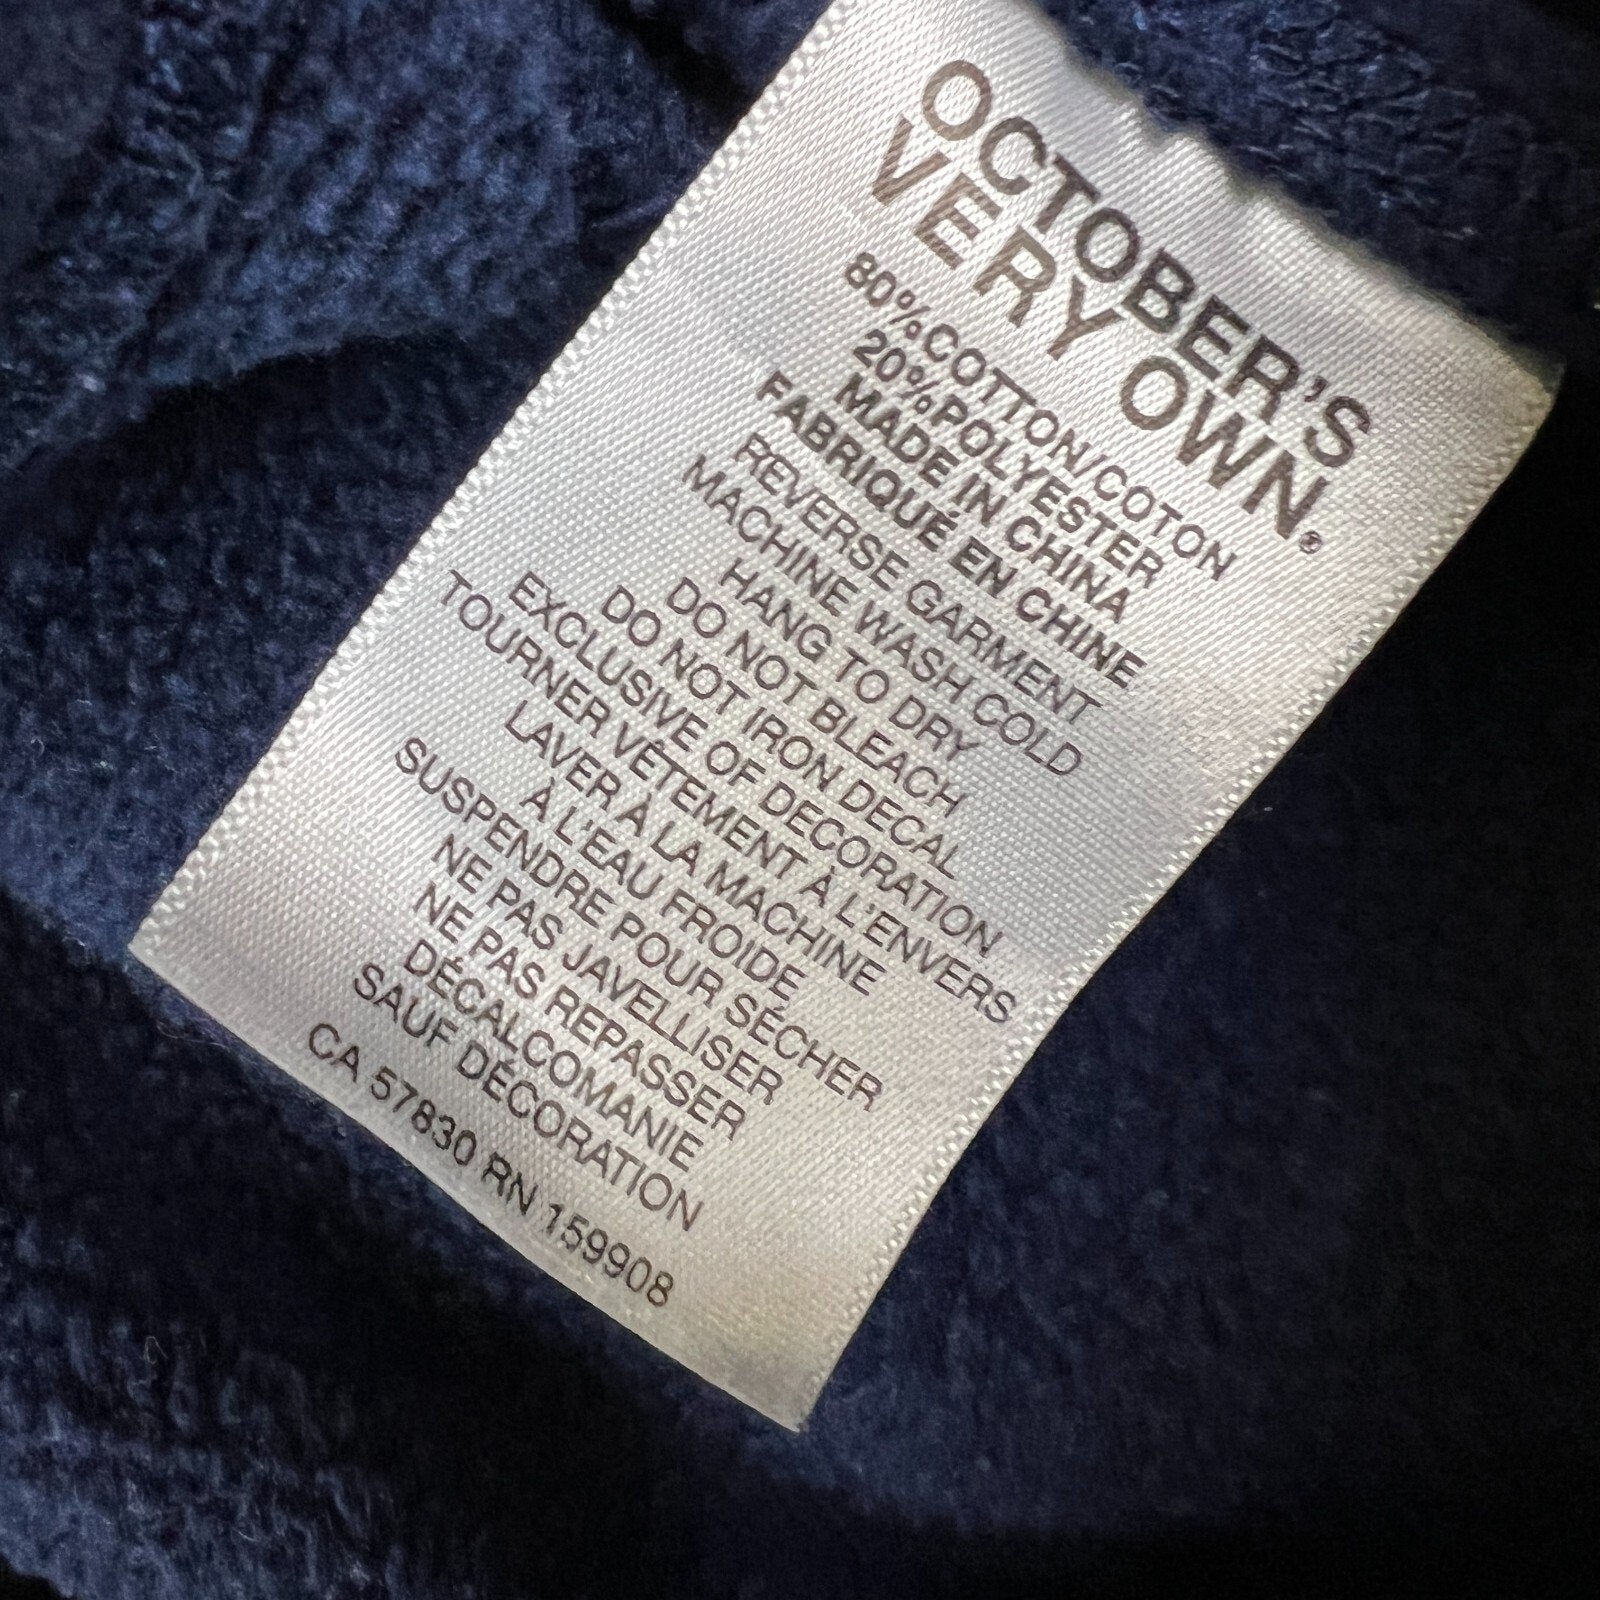 OCTOBER'S
VERY OWN®
80%COTTON/COTON
20%POLYESTER
MADE IN CHINA
FABRIQUÉ EN CHINE
REVERSE GARMENT
MACHINE WASH COLD
HANG TO DRY
DO NOT BLEACH
DO NOT IRON DECAL
EXCLUSIVE OF DECORATION
TOURNER VÊTEMENT À L'ENVERS
LAVER À LA MACHINE
À L'EAU FROIDE
SUSPENDRE POUR SÉCHER
NE PAS JAVELLISER
NE PAS REPASSER
DÉCALCOMANIE
SAUF DÉCORATION
CA 57830 RN 159908